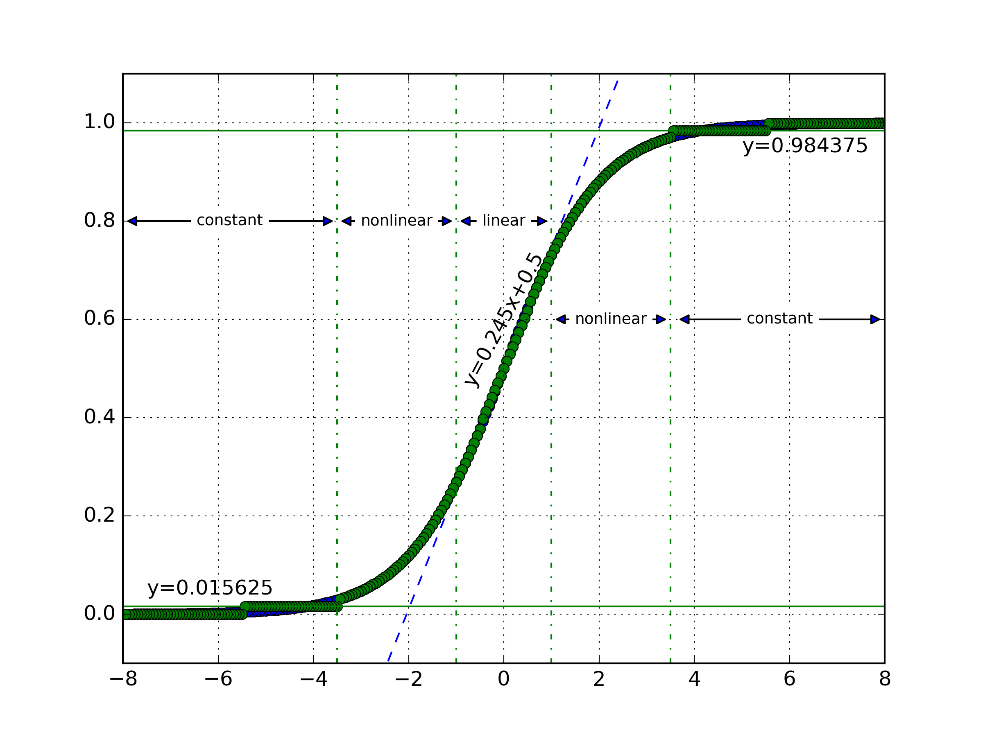 1.0
y=0.984375
0.8
constant
nonlinear
linear
y=0.245x+0.5
0.6
nonlinear
constant
0.4
0.2
y=0.015625
0.0
−8 −6 −4 −2 0 2 4 6 8